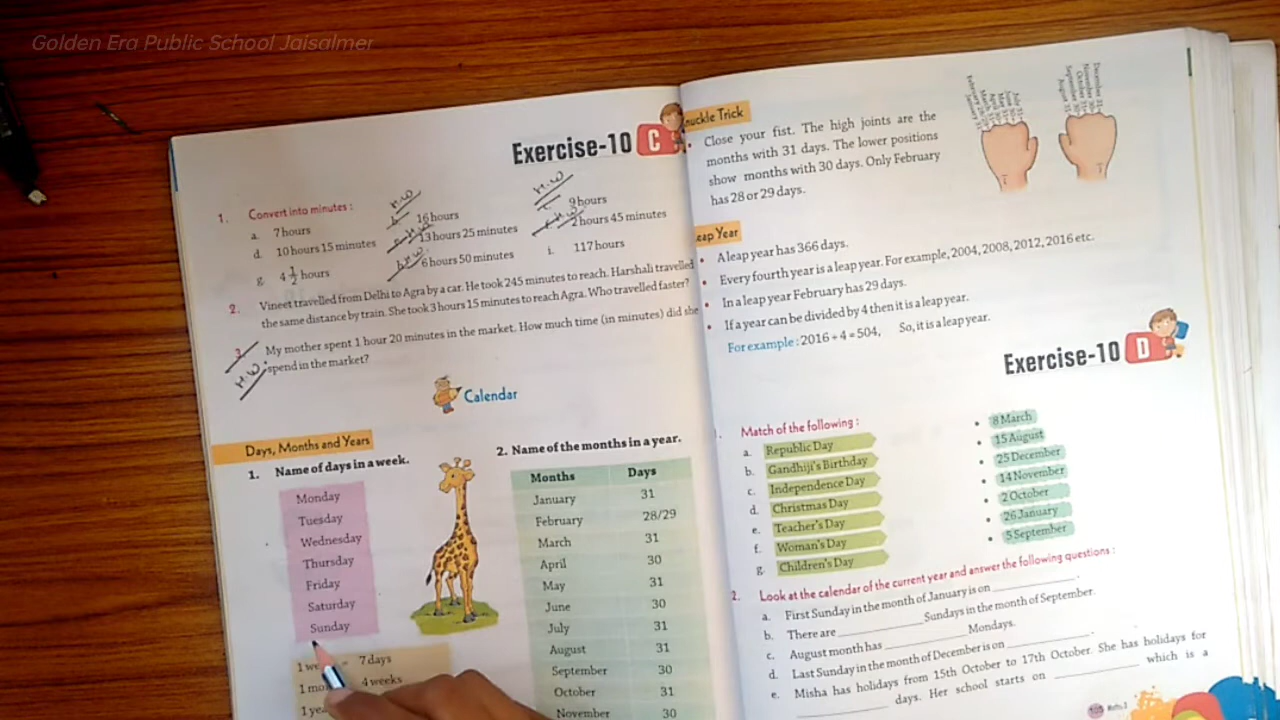 Golden Era Public School Jaisalmer
Exercise-10 C
1. Convert into minutes :
a. 7 hours
H.W
b. 16 hours
H.W
c. 9 hours
d. 10 hours 15 minutes
H.W
13 hours 25 minutes
H.W
2 hours 45 minutes
g. 4 1/2 hours
H.W
h. 6 hours 50 minutes
i. 117 hours
2. Vineet travelled from Delhi to Agra by a car. He took 245 minutes to reach. Harshali travelled
the same distance by train. She took 3 hours 15 minutes to reach Agra. Who travelled faster?
3. My mother spent 1 hour 20 minutes in the market. How much time (in minutes) did she
H.W. spend in the market?
Calendar
Days, Months and Years
1. Name of days in a week.
Monday
Tuesday
Wednesday
Thursday
Friday
Saturday
Sunday
1 we = 7 days
1 mon 4 weeks
1 ye
2. Name of the months in a year.
Months Days
January 31
February 28/29
March 31
April 30
May 31
June 30
July 31
August 31
September 30
October 31
November 30
nuckle Trick
• Close your fist. The high joints are the
months with 31 days. The lower positions
show months with 30 days. Only February
has 28 or 29 days.
eap Year
• A leap year has 366 days.
• Every fourth year is a leap year. For example, 2004, 2008, 2012, 2016 etc.
• In a leap year February has 29 days.
• If a year can be divided by 4 then it is a leap year.
For example : 2016 ÷ 4 = 504, So, it is a leap year.
Exercise-10 D
1. Match of the following :
a. Republic Day • 8 March
b. Gandhiji's Birthday • 15 August
c. Independence Day • 25 December
d. Christmas Day • 14 November
e. Teacher's Day • 2 October
f. Woman's Day • 26 January
g. Children's Day • 5 September
2. Look at the calendar of the current year and answer the following questions :
a. First Sunday in the month of January is on ________.
b. There are ________ Sundays in the month of September.
c. August month has ________ Mondays.
d. Last Sunday in the month of December is on ________.
e. Misha has holidays from 15th October to 17th October. She has holidays for
________ days. Her school starts on ________ which is a